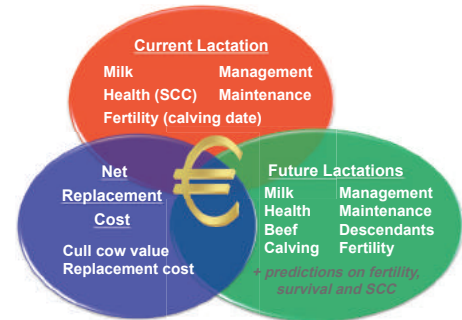 Current Lactation
Milk Management
Health (SCC) Maintenance
Fertility (calving date)
€
Net
Replacement
Cost
Cull cow value
Replacement cost
Future Lactations
Milk Management
Health Maintenance
Beef Descendants
Calving Fertility
+ predictions on fertility,
survival and SCC